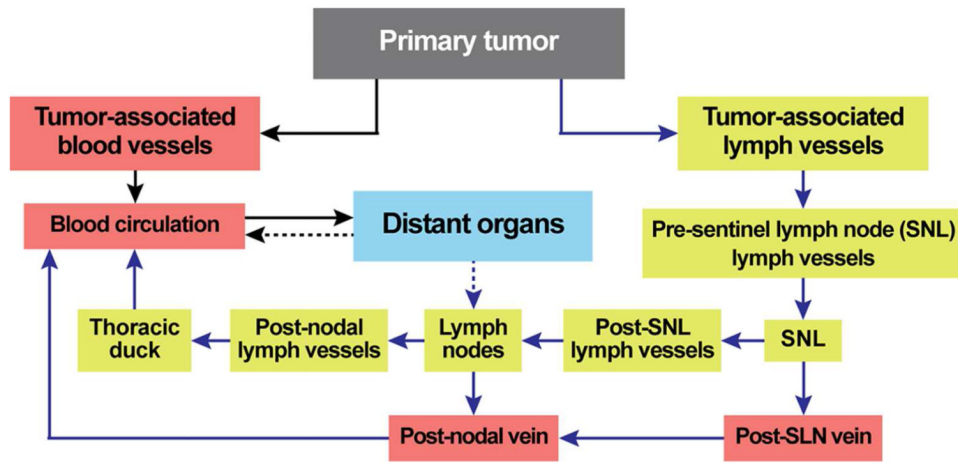 Primary tumor
Tumor-associated
blood vessels
Tumor-associated
lymph vessels
Blood circulation
Distant organs
Pre-sentinel lymph node (SNL)
lymph vessels
Thoracic
duck
Post-nodal
lymph vessels
Lymph
nodes
Post-SNL
lymph vessels
SNL
Post-nodal vein
Post-SLN vein